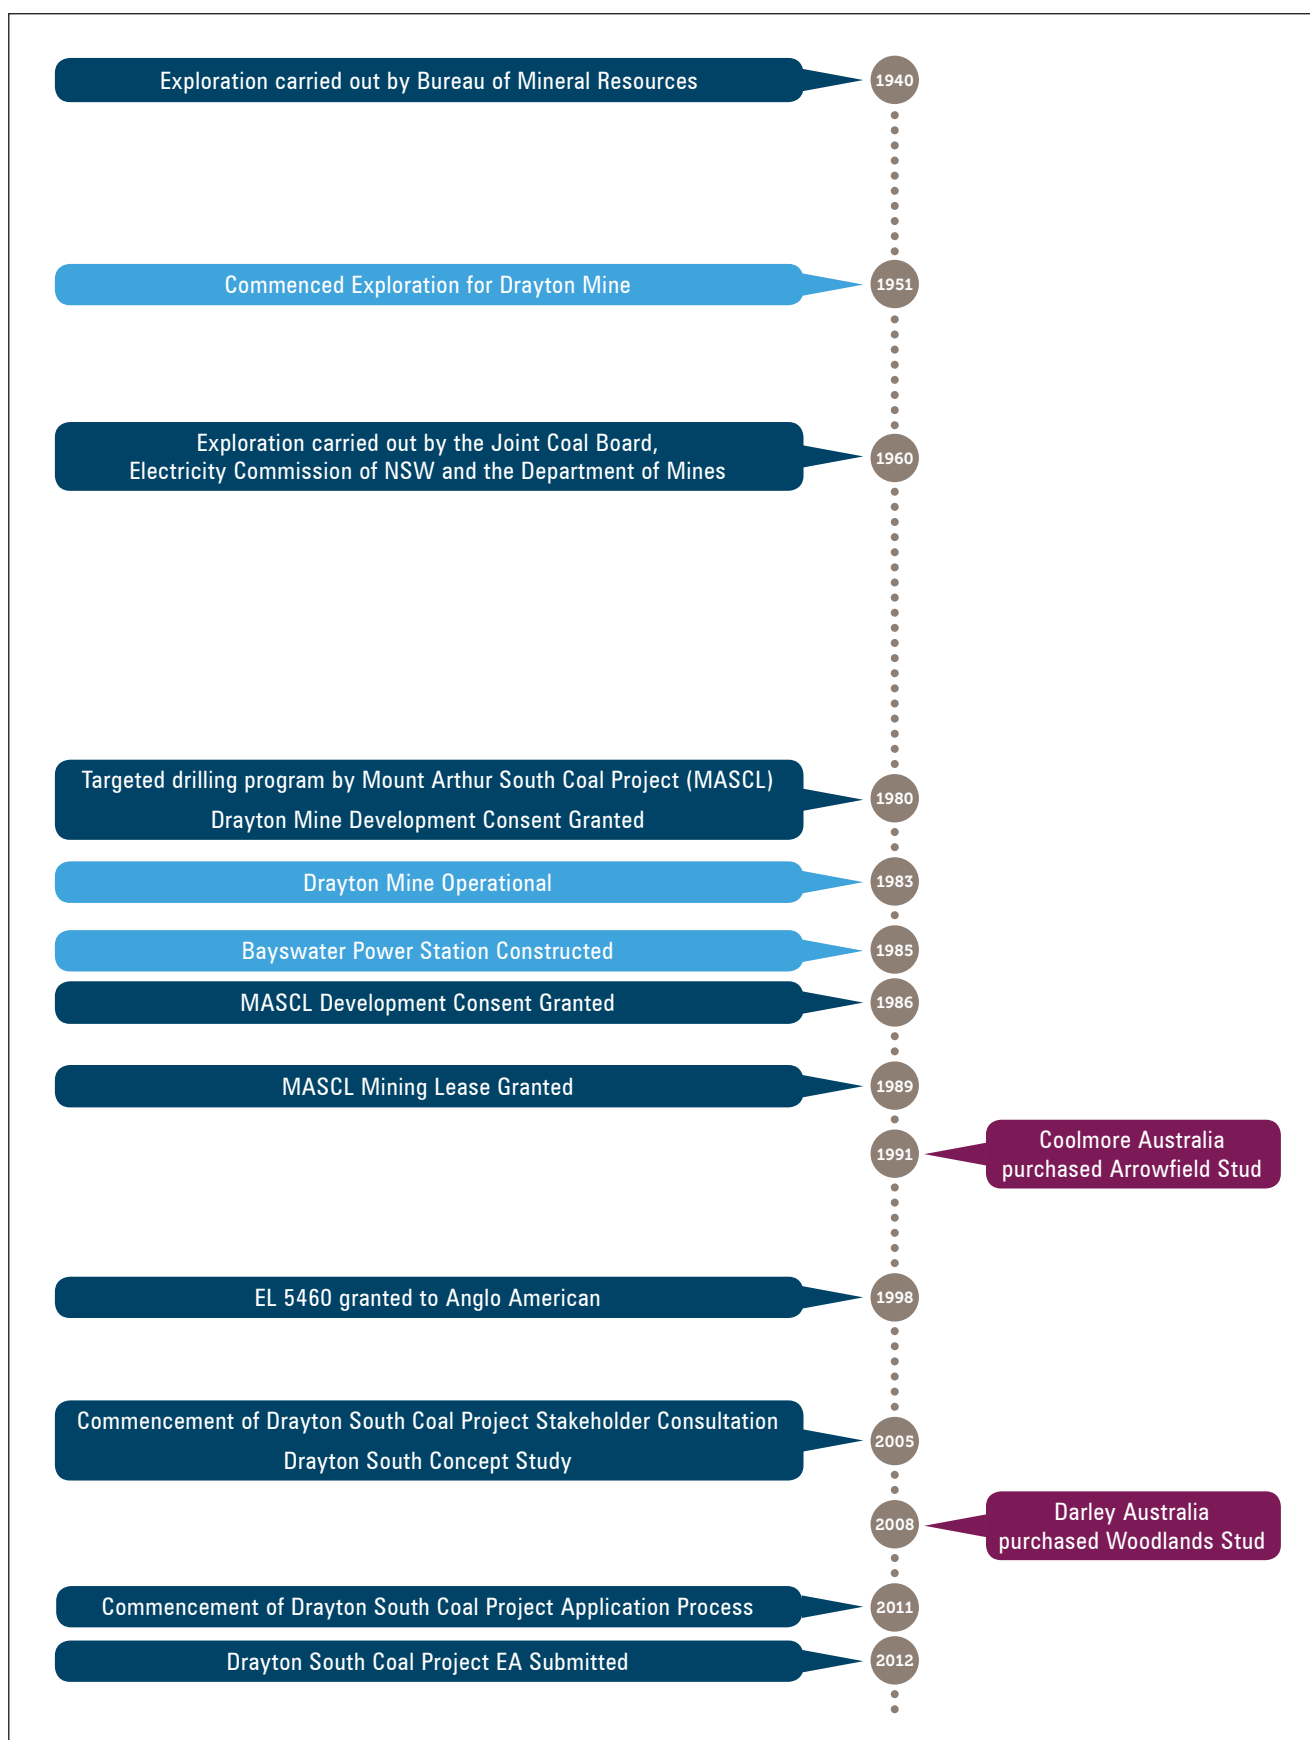 Exploration carried out by Bureau of Mineral Resources
1940
Commenced Exploration for Drayton Mine
1951
Exploration carried out by the Joint Coal Board,
Electricity Commission of NSW and the Department of Mines
1960
Targeted drilling program by Mount Arthur South Coal Project (MASCL)
Drayton Mine Development Consent Granted
1980
Drayton Mine Operational
1983
Bayswater Power Station Constructed
1985
MASCL Development Consent Granted
1986
MASCL Mining Lease Granted
1989
1991
Coolmore Australia
purchased Arrowfield Stud
EL 5460 granted to Anglo American
1998
Commencement of Drayton South Coal Project Stakeholder Consultation
Drayton South Concept Study
2005
2008
Darley Australia
purchased Woodlands Stud
Commencement of Drayton South Coal Project Application Process
2011
Drayton South Coal Project EA Submitted
2012